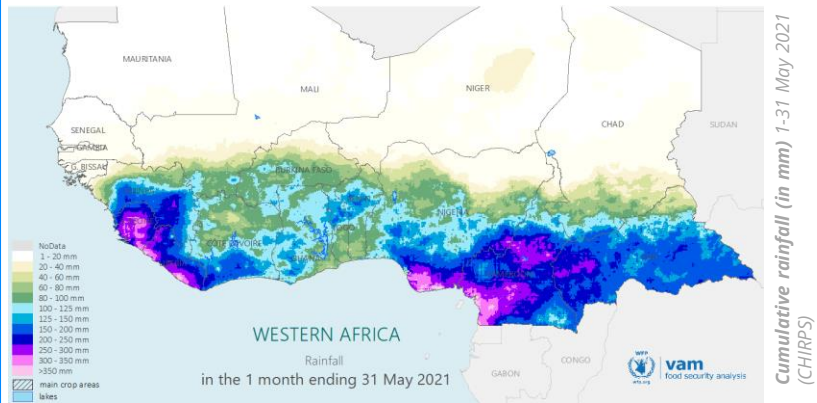 MAURITANIA
MALI
NIGER
CHAD
SUDAN
SENEGAL
GAMBIA
G. BISSAU
BURKINA FASO
NIGERIA
COTE D'IVOIRE
GHANA
NoData
1 - 20 mm
20 - 40 mm
40 - 60 mm
60 - 80 mm
80 - 100 mm
100 - 125 mm
125 - 150 mm
150 - 200 mm
200 - 250 mm
250 - 300 mm
300 - 350 mm
>350 mm
main crop areas
lakes
WESTERN AFRICA
Rainfall
in the 1 month ending 31 May 2021
GABON
CONGO
WFP
wfp.org
vam
food security analysis
Cumulative rainfall (in mm) 1-31 May 2021
(CHIRPS)